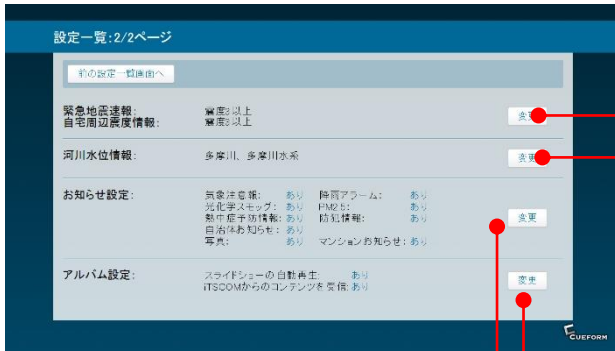 設定一覧:2/2ページ
前の設定一覧画面へ
緊急地震速報: 震度3以上
自宅周辺震度情報: 震度3以上
変更
河川水位情報: 多摩川、多摩川水系
変更
お知らせ設定: 気象注意報: あり 降雨アラーム: あり
光化学スモッグ: あり PM2.5: あり
熱中症予防情報: あり 防犯情報: あり
変更
自治体お知らせ: あり
写真: あり マンションお知らせ: あり
アルバム設定: スライドショーの自動再生: あり
iTSCOMからのコンテンツを受信: あり
変更
CUEFORM